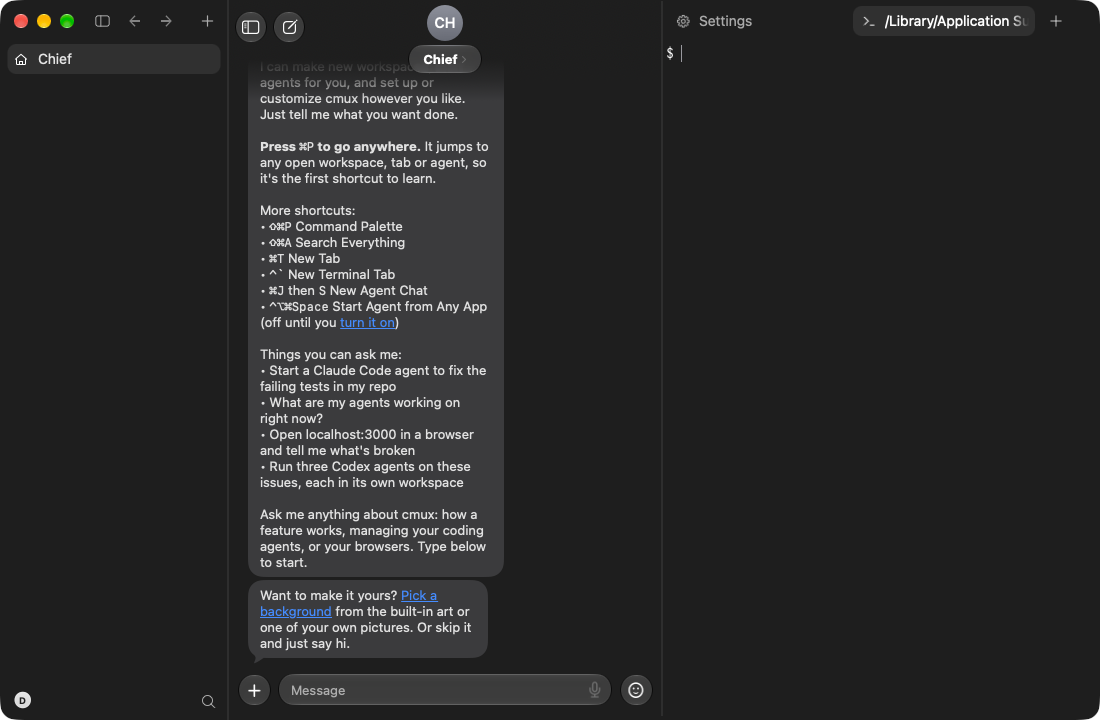 Chief
D
CH
Chief
I can make new workspac
agents for you, and set up or
customize cmux however you like.
Just tell me what you want done.
Press ⌘P to go anywhere. It jumps to
any open workspace, tab or agent, so
it's the first shortcut to learn.
More shortcuts:
• ⇧⌘P Command Palette
• ⇧⌘A Search Everything
• ⌘T New Tab
• ^` New Terminal Tab
• ⌘J then S New Agent Chat
• ^⌥⌘Space Start Agent from Any App
(off until you turn it on)
Things you can ask me:
• Start a Claude Code agent to fix the
failing tests in my repo
• What are my agents working on
right now?
• Open localhost:3000 in a browser
and tell me what's broken
• Run three Codex agents on these
issues, each in its own workspace
Ask me anything about cmux: how a
feature works, managing your coding
agents, or your browsers. Type below
to start.
Want to make it yours? Pick a
background from the built-in art or
one of your own pictures. Or skip it
and just say hi.
Message
Settings
/Library/Application Su
$